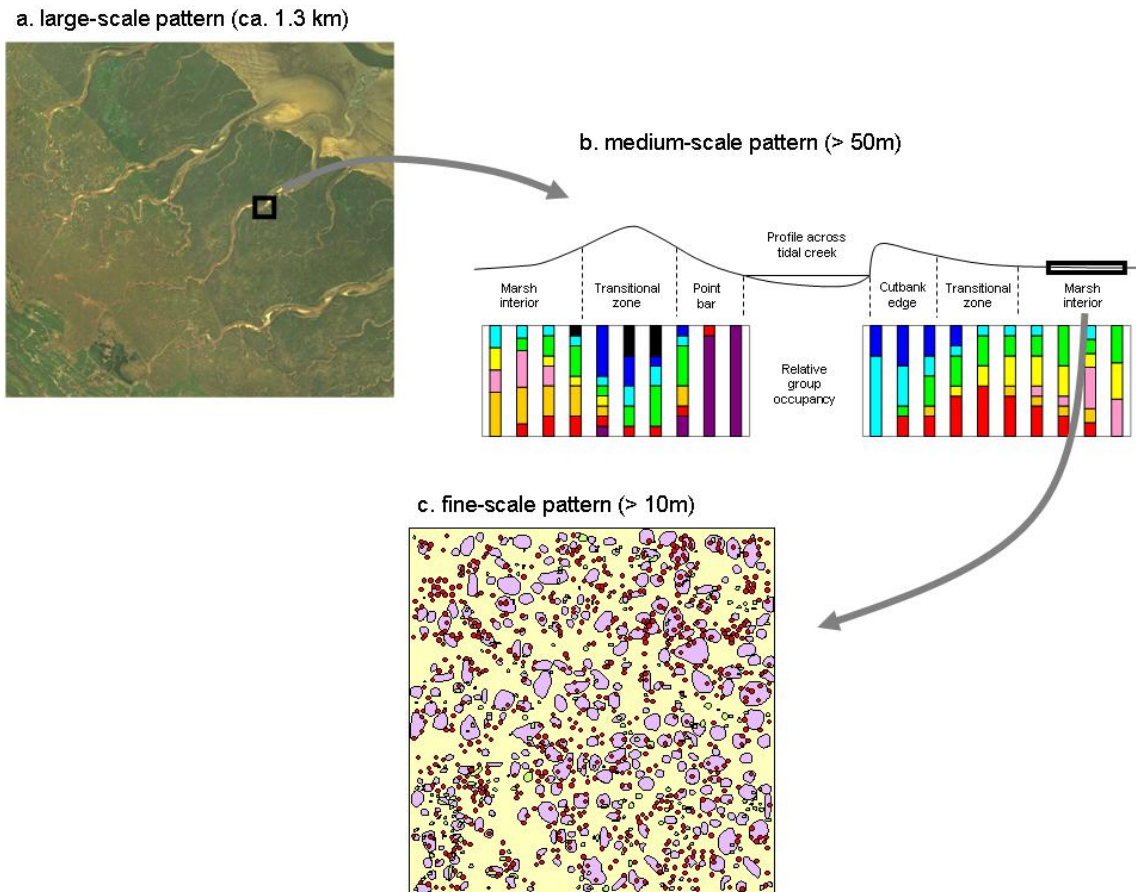 a. large-scale pattern (ca. 1.3 km)
b. medium-scale pattern (> 50m)
Profile across
tidal creek
Marsh
interior
Transitional
zone
Point
bar
Cutbank
edge
Transitional
zone
Marsh
interior
Relative
group
occupancy
c. fine-scale pattern (> 10m)